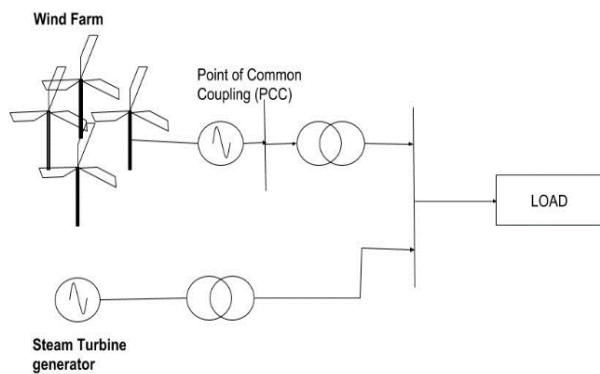 Wind Farm
Point of Common
Coupling (PCC)
LOAD
Steam Turbine
generator